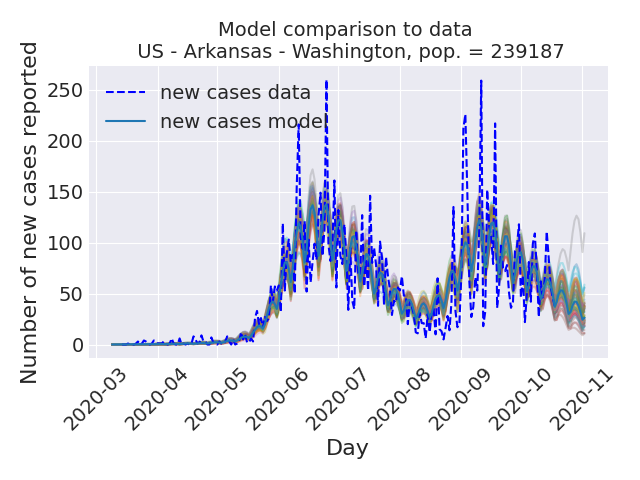 Model comparison to data
US - Arkansas - Washington, pop. = 239187
Number of new cases reported
250
200
150
100
50
0
new cases data
new cases model
2020-03
2020-04
2020-05
2020-06
2020-07
2020-08
2020-09
2020-10
2020-11
Day